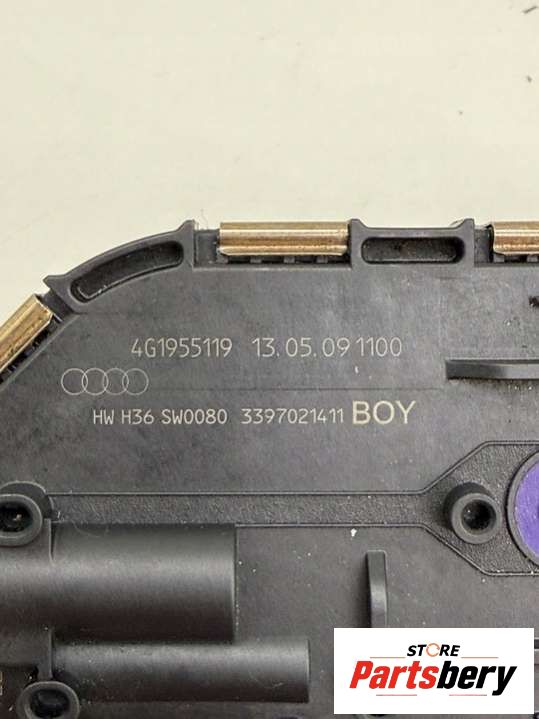 4G1955119 13.05.09 1100
HW H36 SW0080 3397021411 BOY
STORE
Partsbery